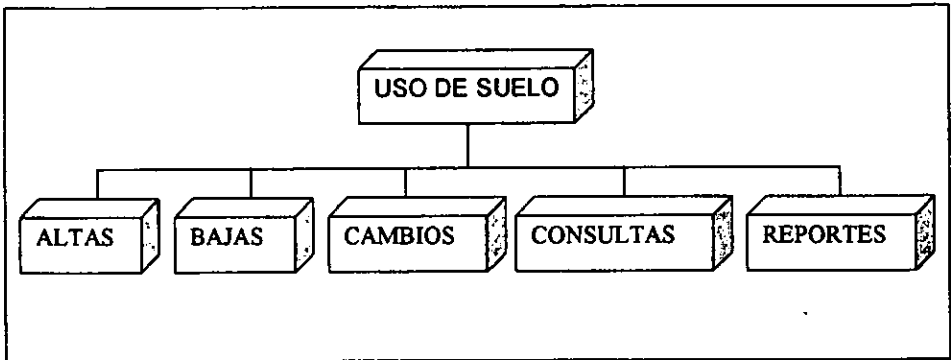 USO DE SUELO
ALTAS
BAJAS
CAMBIOS
CONSULTAS
REPORTES